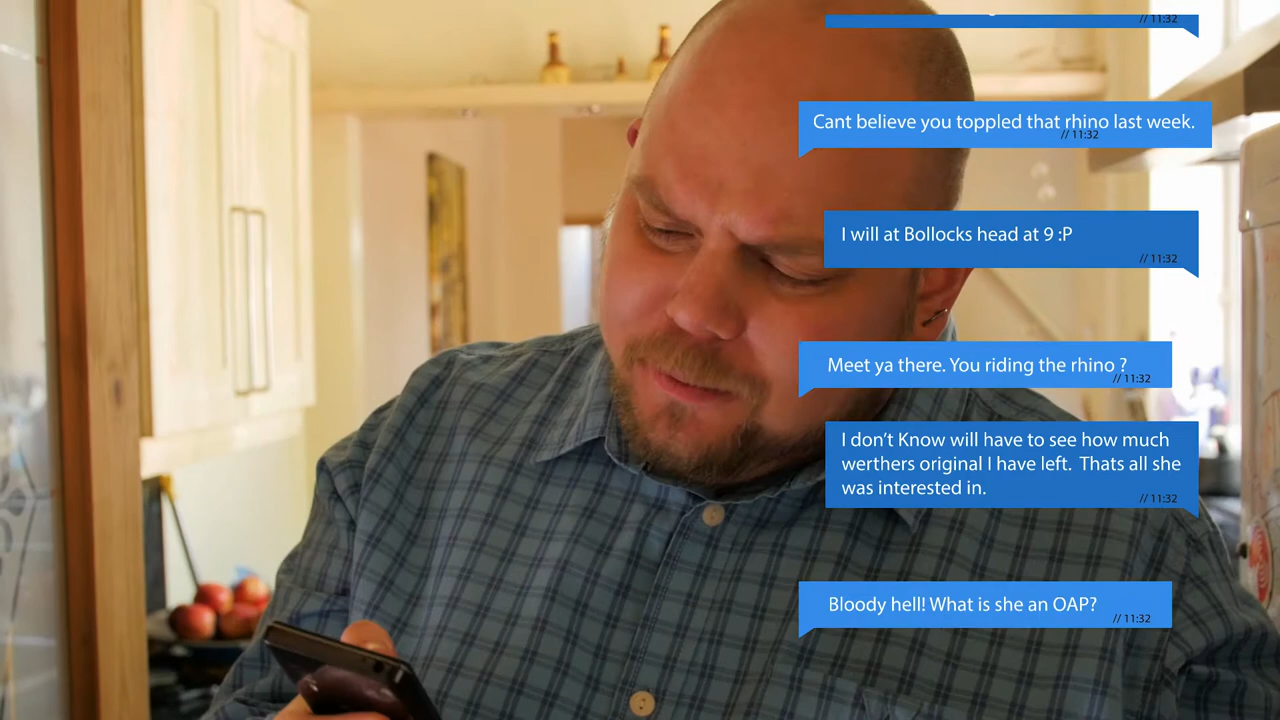 // 11:32
Cant believe you toppled that rhino last week.
// 11:32
I will at Bollocks head at 9 :P
// 11:32
Meet ya there. You riding the rhino ?
// 11:32
I don’t Know will have to see how much
werthers original I have left.  Thats all she
was interested in.
// 11:32
Bloody hell! What is she an OAP?
// 11:32